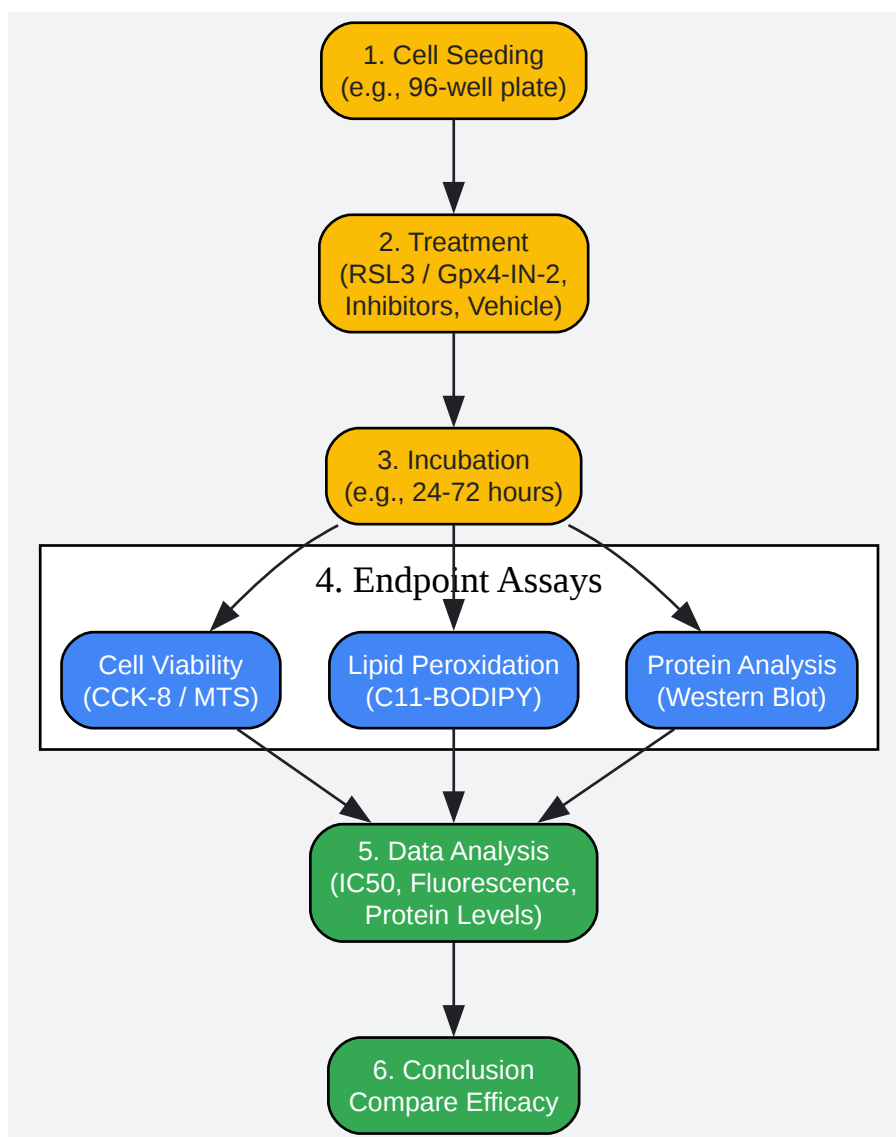 1. Cell Seeding
(e.g., 96-well plate)
2. Treatment
(RSL3 / Gpx4-IN-2,
Inhibitors, Vehicle)
3. Incubation
(e.g., 24-72 hours)
4. Endpoint Assays
Cell Viability
(CCK-8 / MTS)
Lipid Peroxidation
(C11-BODIPY)
Protein Analysis
(Western Blot)
5. Data Analysis
(IC50, Fluorescence,
Protein Levels)
6. Conclusion
Compare Efficacy